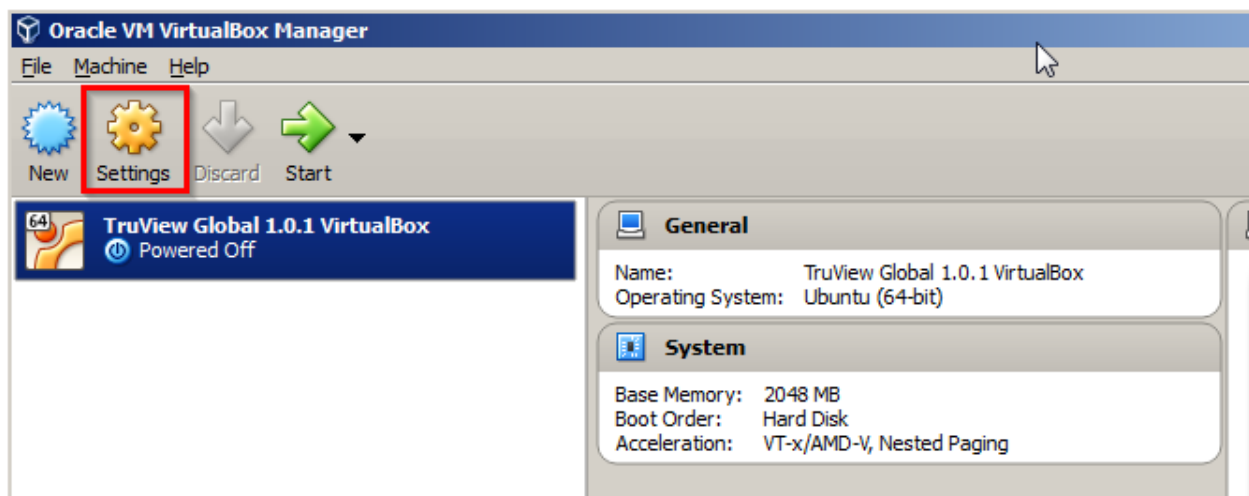 Oracle VM VirtualBox Manager
File Machine Help
New Settings Discard Start
64 TruView Global 1.0.1 VirtualBox
Powered Off
General
Name: TruView Global 1.0.1 VirtualBox
Operating System: Ubuntu (64-bit)
System
Base Memory: 2048 MB
Boot Order: Hard Disk
Acceleration: VT-x/AMD-V, Nested Paging